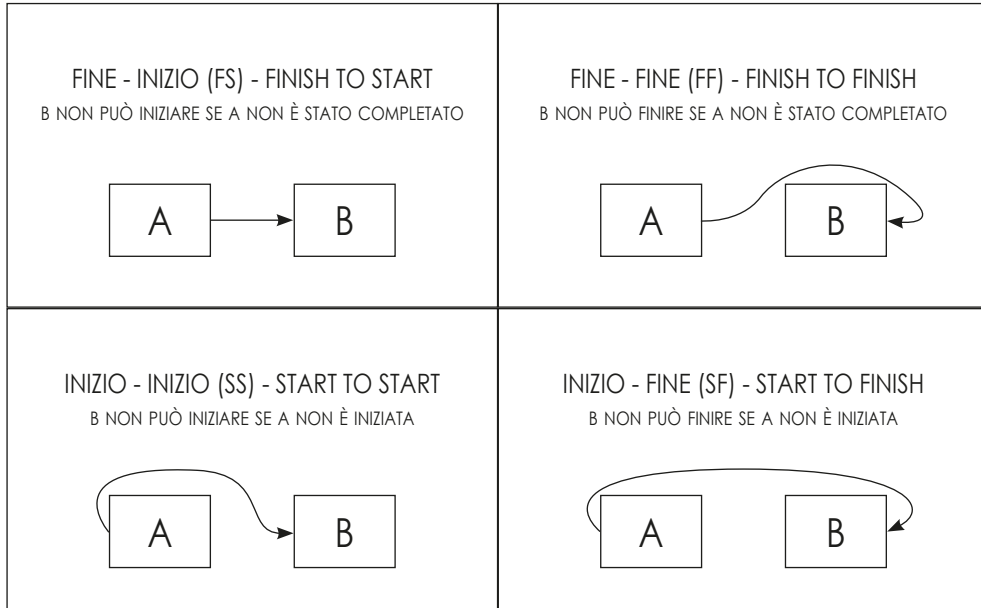 FINE - INIZIO (FS) - FINISH TO START
B NON PUÒ INIZIARE SE A NON È STATO COMPLETATO
A
B
FINE - FINE (FF) - FINISH TO FINISH
B NON PUÒ FINIRE SE A NON È STATO COMPLETATO
A
B
INIZIO - INIZIO (SS) - START TO START
B NON PUÒ INIZIARE SE A NON È INIZIATA
A
B
INIZIO - FINE (SF) - START TO FINISH
B NON PUÒ FINIRE SE A NON È INIZIATA
A
B